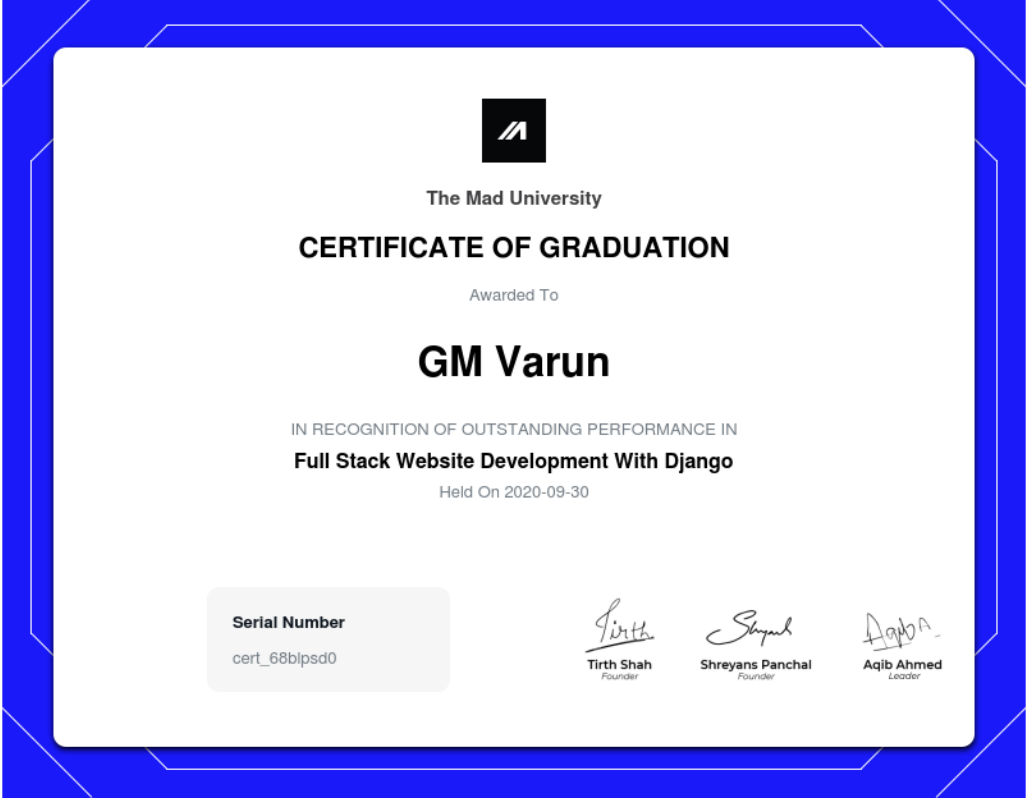 The Mad University
CERTIFICATE OF GRADUATION
Awarded To
GM Varun
IN RECOGNITION OF OUTSTANDING PERFORMANCE IN
Full Stack Website Development With Django
Held On 2020-09-30
Serial Number
cert_68blpsd0
Tirth
Tirth Shah
Founder
Shreyans Panchal
Founder
Aqib A.
Aqib Ahmed
Leader